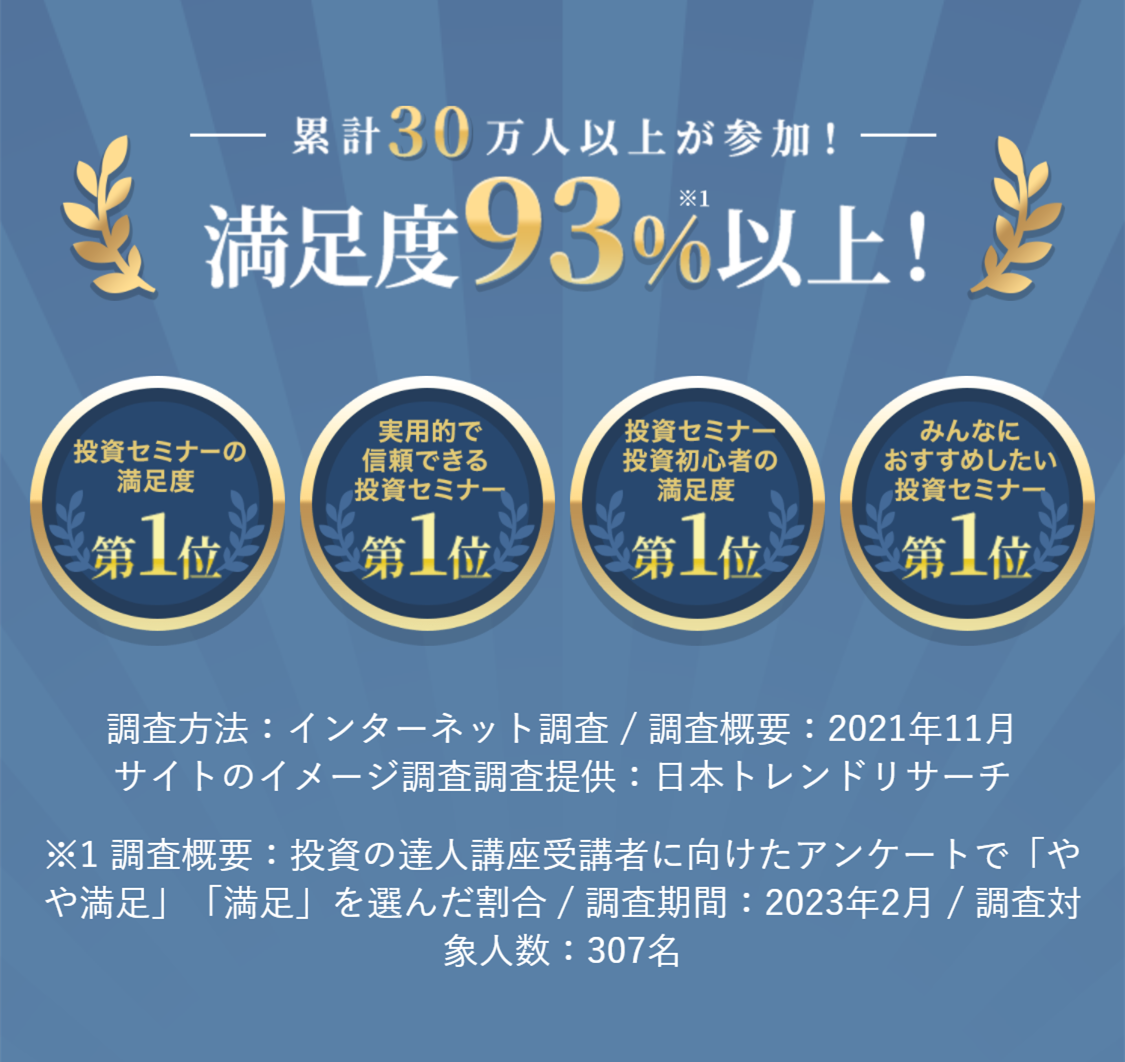 累計30万人以上が参加！
満足度93%※1以上！
投資セミナーの
満足度
第1位
実用的で
信頼できる
投資セミナー
第1位
投資セミナー
投資初心者の
満足度
第1位
みんなに
おすすめしたい
投資セミナー
第1位
調査方法：インターネット調査 / 調査概要：2021年11月
サイトのイメージ調査調査提供：日本トレンドリサーチ
※1 調査概要：投資の達人講座受講者に向けたアンケートで「や
や満足」「満足」を選んだ割合 / 調査期間：2023年2月 / 調査対
象人数：307名